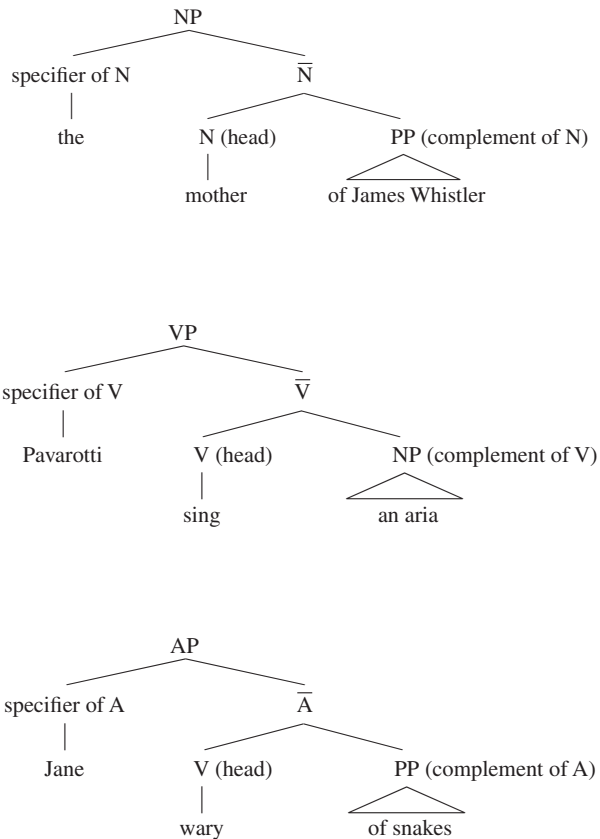 NP
specifier of N N̅
the N (head) PP (complement of N)
mother of James Whistler
VP
specifier of V V̅
Pavarotti V (head) NP (complement of V)
sing an aria
AP
specifier of A A̅
Jane V (head) PP (complement of A)
wary of snakes